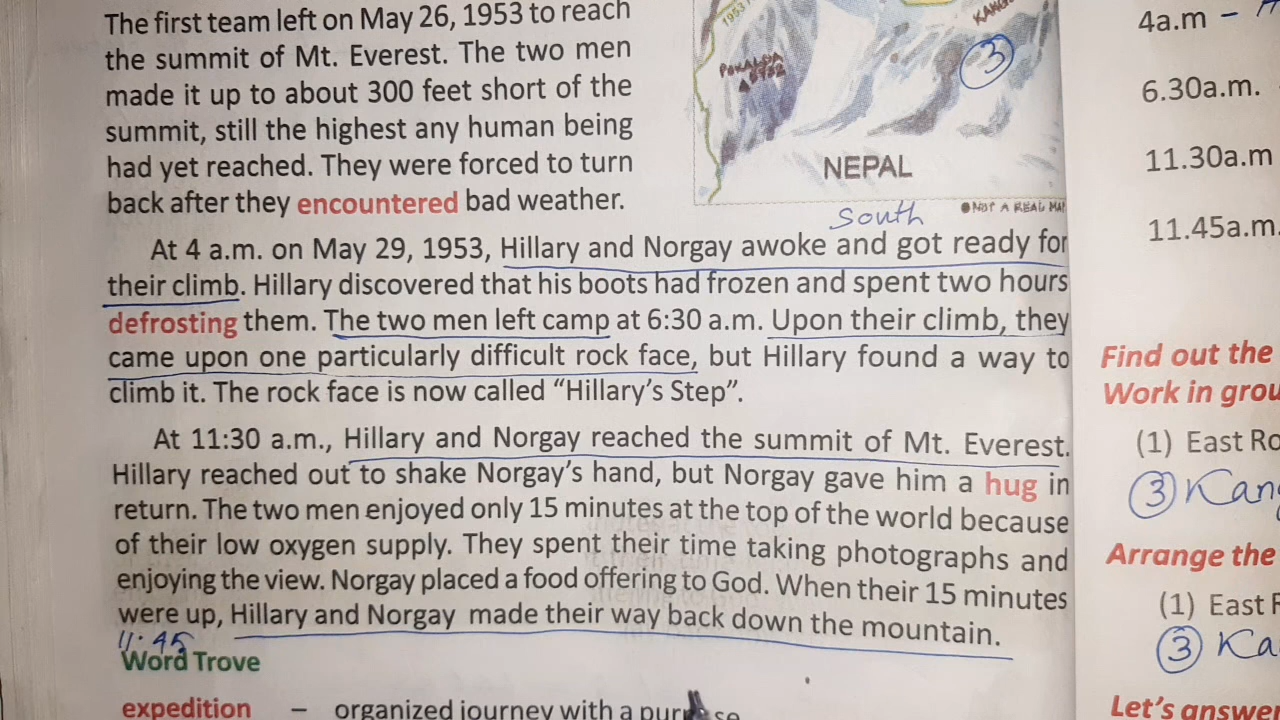 The first team left on May 26, 1953 to reach
the summit of Mt. Everest. The two men
made it up to about 300 feet short of the
summit, still the highest any human being
had yet reached. They were forced to turn
back after they encountered bad weather.
1953
3
NEPAL
South
●NOT A REAL MAP
At 4 a.m. on May 29, 1953, Hillary and Norgay awoke and got ready for
their climb. Hillary discovered that his boots had frozen and spent two hours
defrosting them. The two men left camp at 6:30 a.m. Upon their climb, they
came upon one particularly difficult rock face, but Hillary found a way to
climb it. The rock face is now called “Hillary’s Step”.
At 11:30 a.m., Hillary and Norgay reached the summit of Mt. Everest.
Hillary reached out to shake Norgay’s hand, but Norgay gave him a hug in
return. The two men enjoyed only 15 minutes at the top of the world because
of their low oxygen supply. They spent their time taking photographs and
enjoying the view. Norgay placed a food offering to God. When their 15 minutes
were up, Hillary and Norgay made their way back down the mountain.
11.45
Word Trove
expedition – organized journey with a purpose
4a.m –
6.30a.m.
11.30a.m
11.45a.m.
Find out the
Work in grou
(1) East Ro
3 Kang
Arrange the
(1) East R
3 Ka
Let’s answer